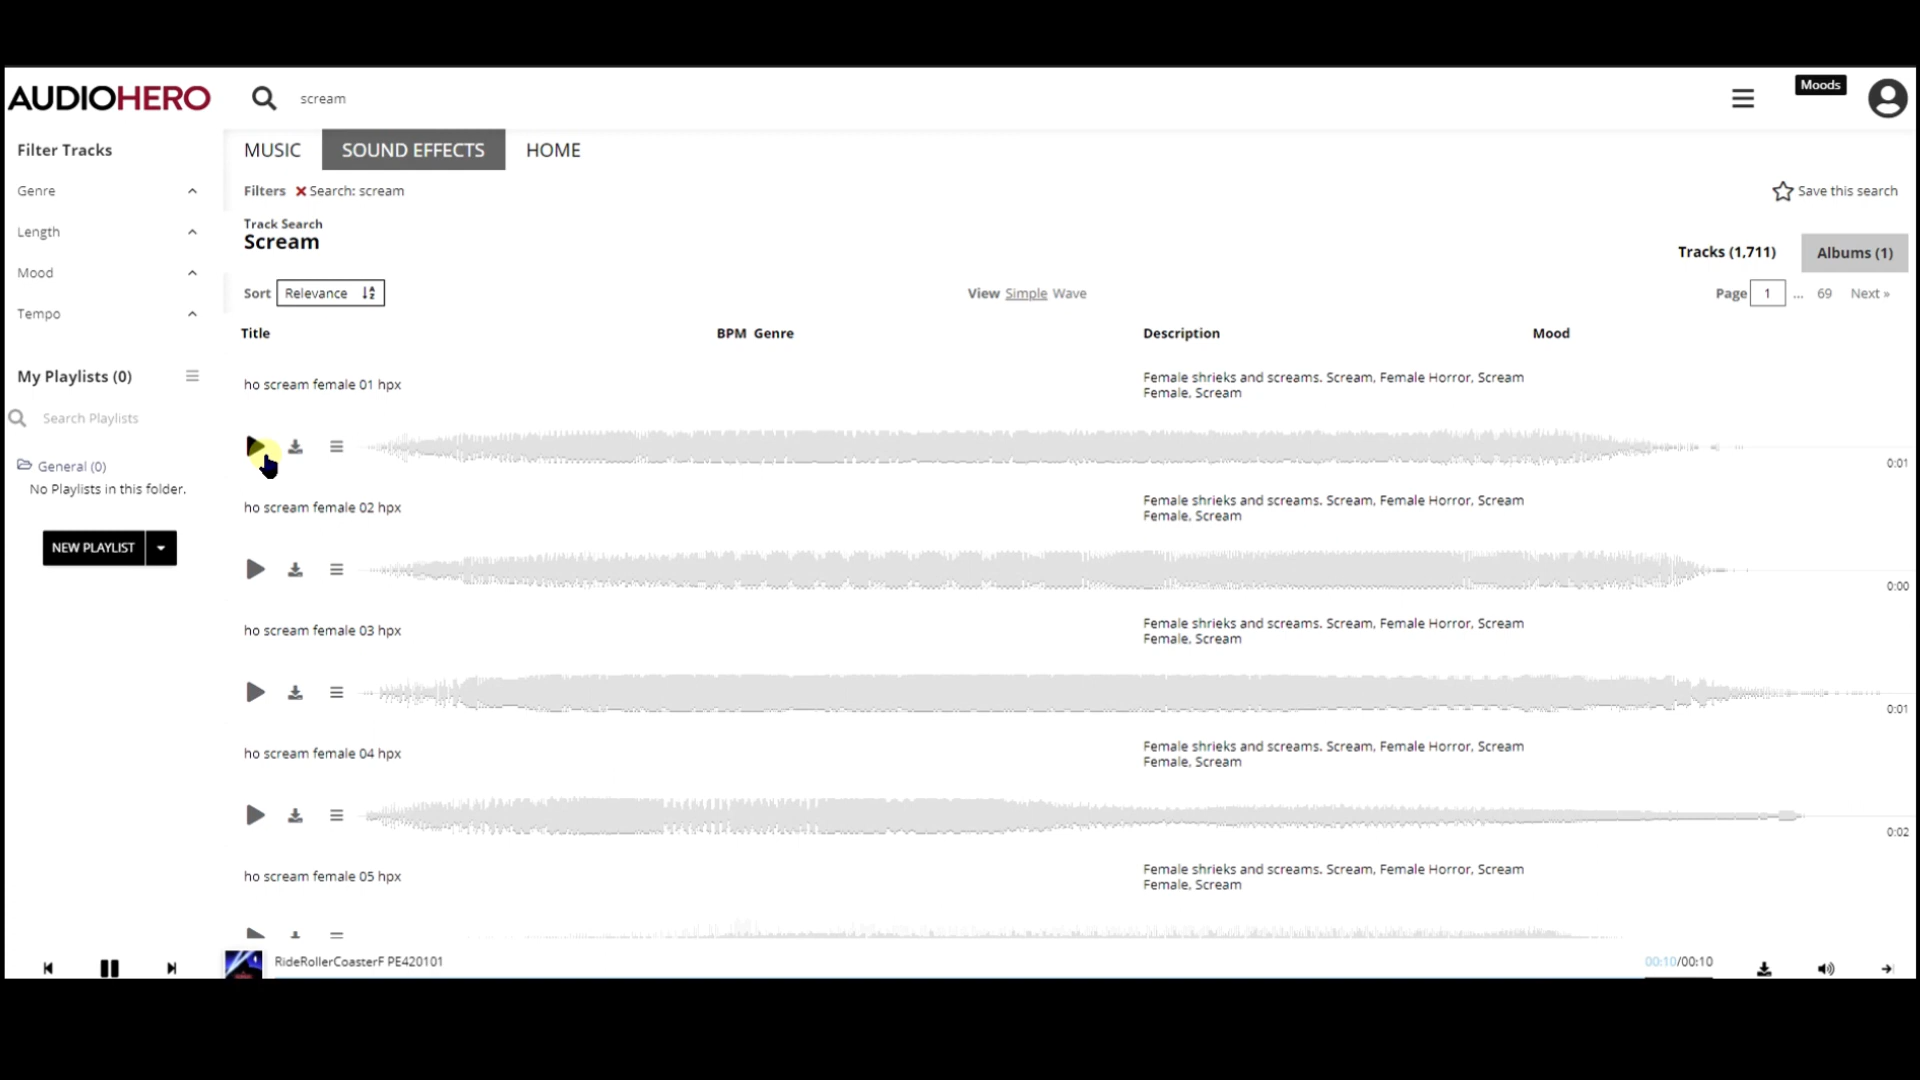 AUDIOHERO
scream
Moods
Filter Tracks
MUSIC
SOUND EFFECTS
HOME
Genre
Filters
Search: scream
Save this search
Track Search
Length
Scream
Tracks (1,711)
Albums (1)
Mood
Sort
Relevance
View Simple Wave
Page 1 ... 69 Next »
Tempo
Title
BPM
Genre
Description
Mood
My Playlists (0)
Search Playlists
General (0)
No Playlists in this folder.
NEW PLAYLIST
ho scream female 01 hpx
Female shrieks and screams. Scream, Female Horror, Scream
Female, Scream
0:01
ho scream female 02 hpx
Female shrieks and screams. Scream, Female Horror, Scream
Female, Scream
0:00
ho scream female 03 hpx
Female shrieks and screams. Scream, Female Horror, Scream
Female, Scream
0:01
ho scream female 04 hpx
Female shrieks and screams. Scream, Female Horror, Scream
Female, Scream
0:02
ho scream female 05 hpx
Female shrieks and screams. Scream, Female Horror, Scream
Female, Scream
RideRollerCoasterF PE420101
00:10/00:10